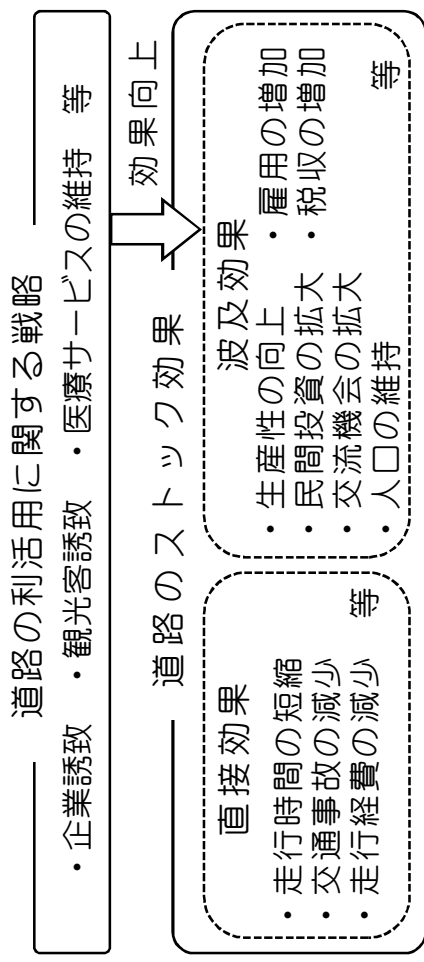 道路の利活用に関する戦略
・企業誘致　・観光客誘致　・医療サービスの維持　等
効果向上
道路のストック効果
直接効果
・走行時間の短縮
・交通事故の減少
・走行経費の減少
等
波及効果
・生産性の向上　・雇用の増加
・民間投資の拡大　・税収の増加
・交流機会の拡大
・人口の維持
等